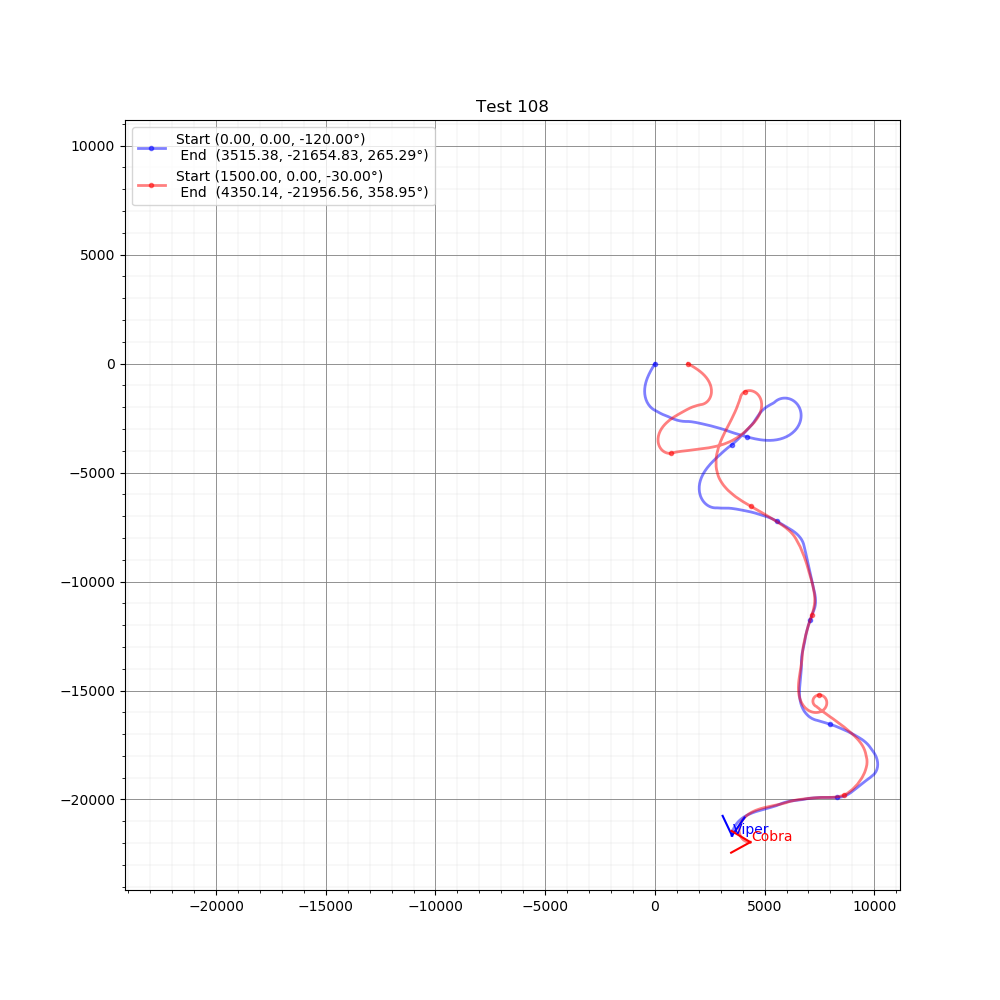 Test 108
Start (0.00, 0.00, -120.00°)
End (3515.38, -21654.83, 265.29°)
Start (1500.00, 0.00, -30.00°)
End (4350.14, -21956.56, 358.95°)
10000
5000
0
−5000
−10000
−15000
−20000
Viper
Cobra
−20000 −15000 −10000 −5000 0 5000 10000